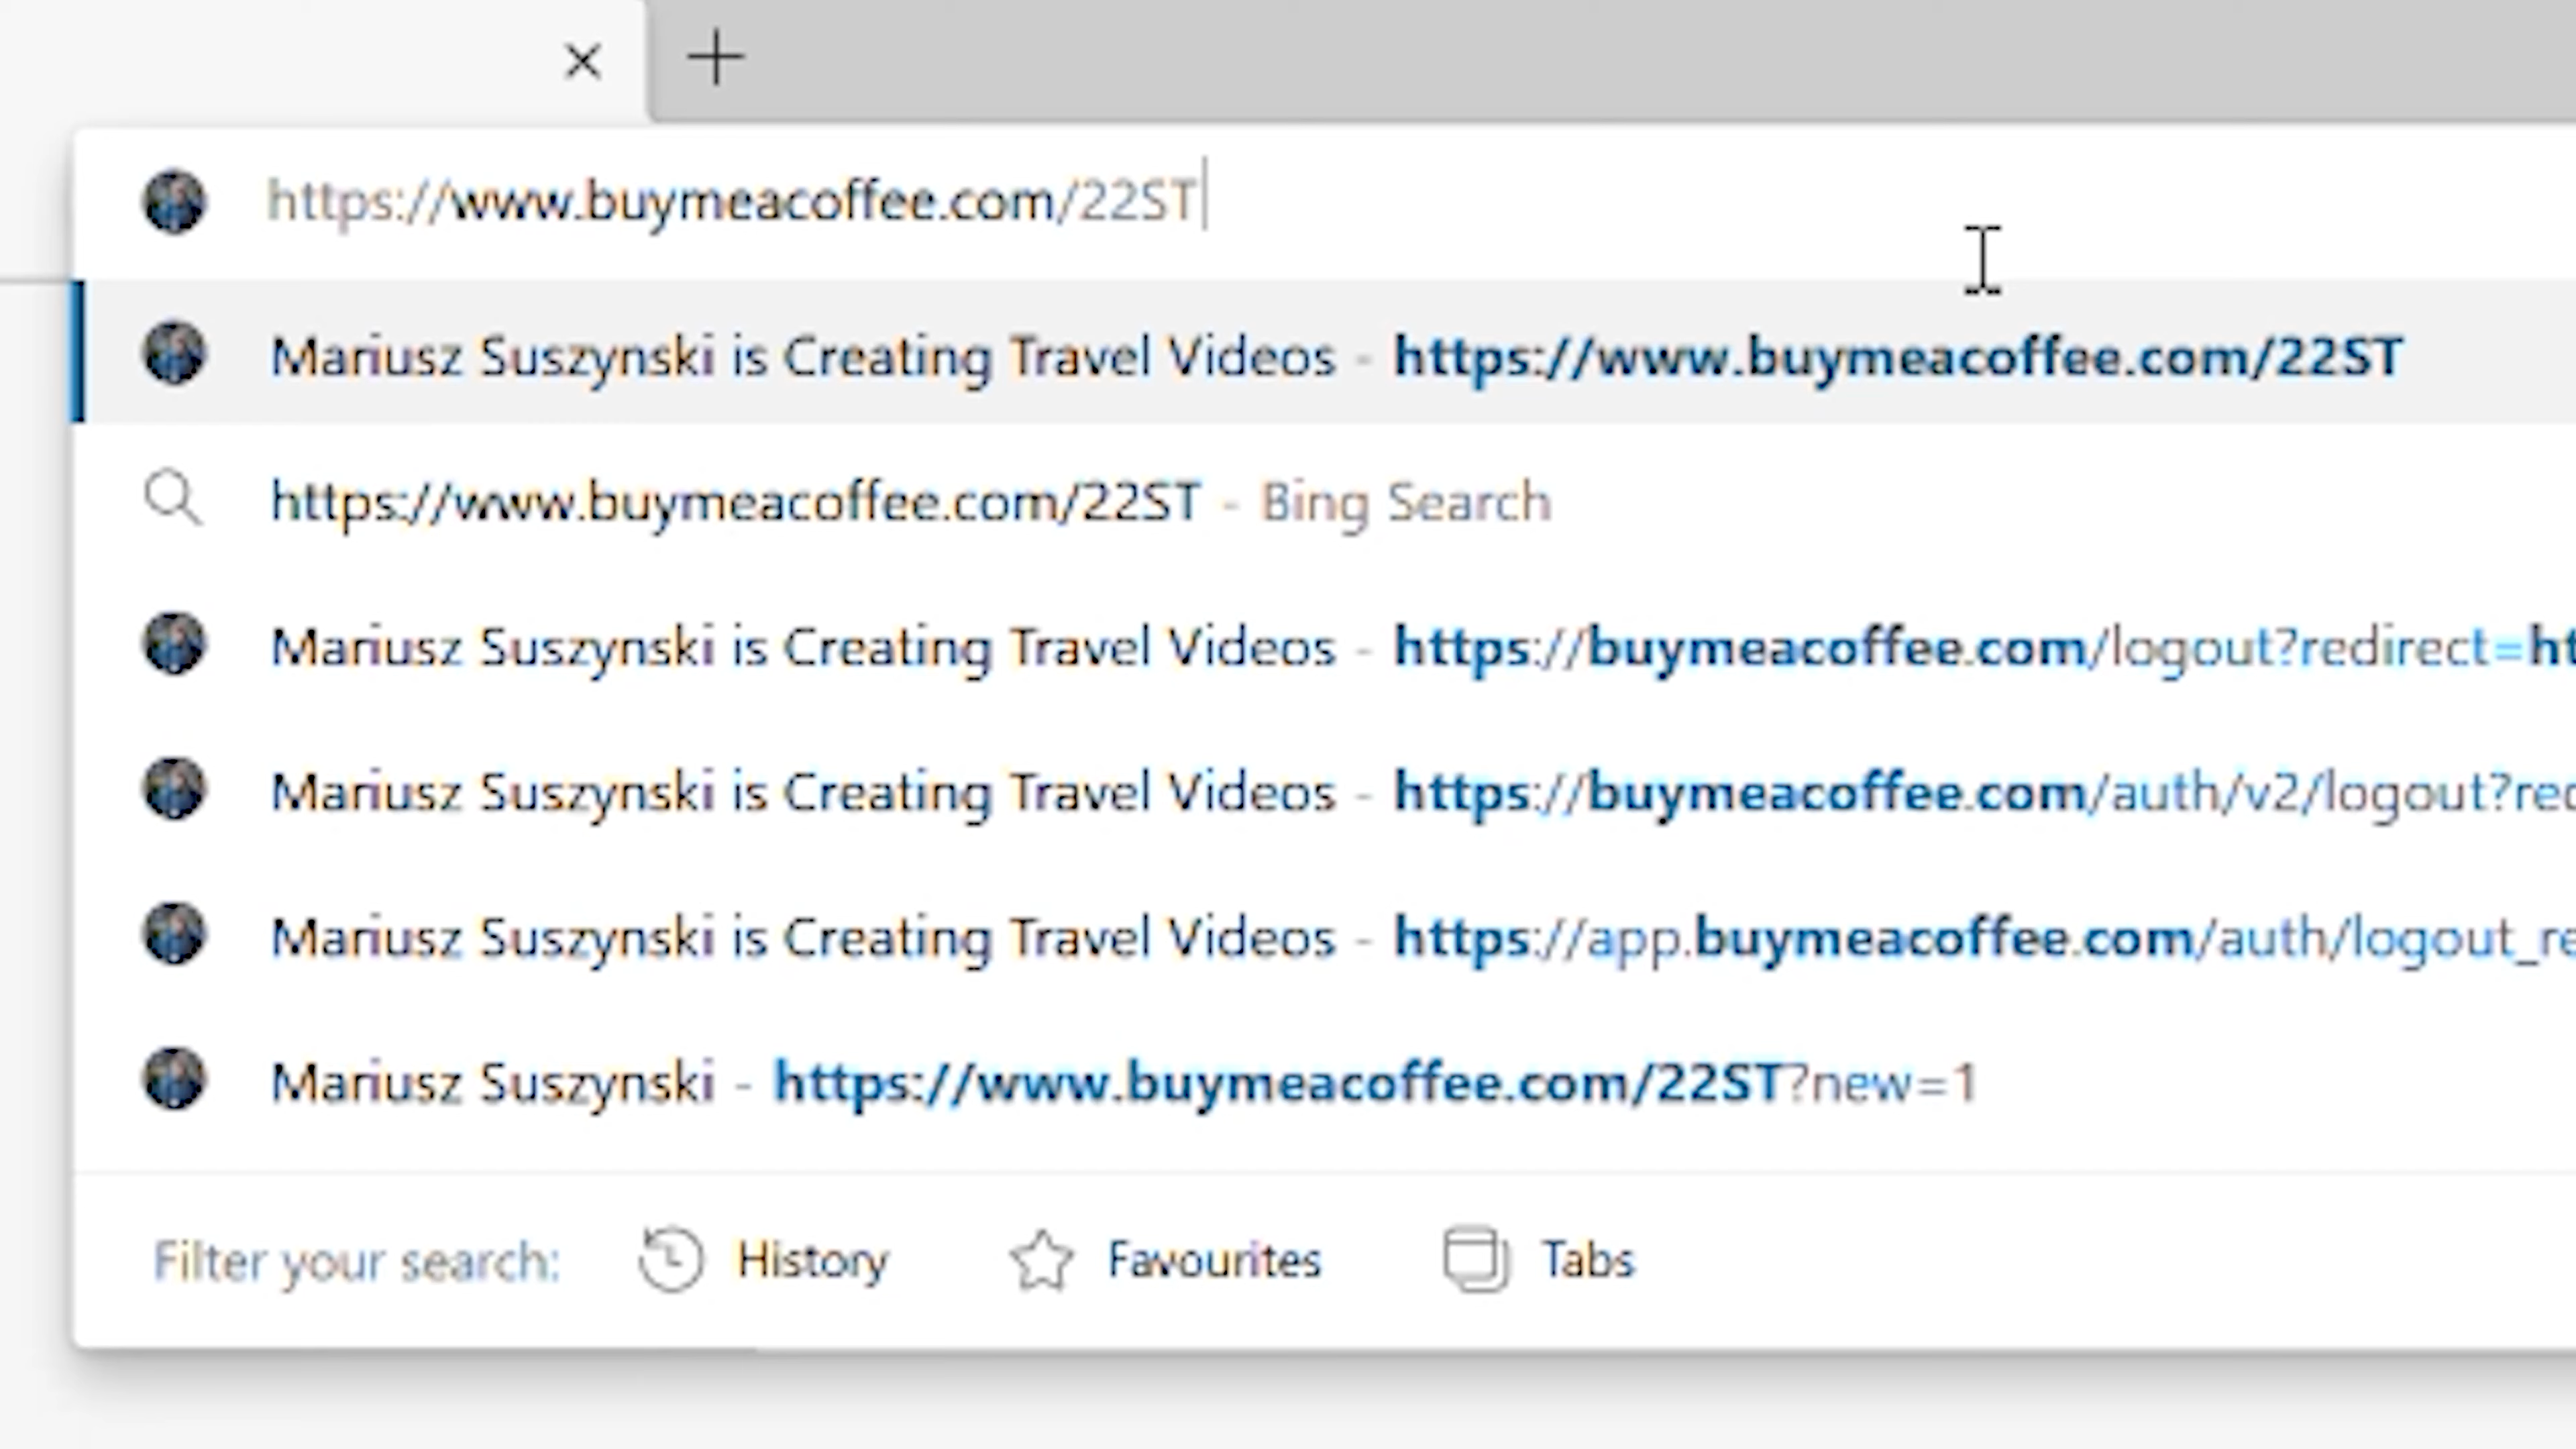 https://www.buymeacoffee.com/22ST
Mariusz Suszynski is Creating Travel Videos - https://www.buymeacoffee.com/22ST
https://www.buymeacoffee.com/22ST - Bing Search
Mariusz Suszynski is Creating Travel Videos - https://buymeacoffee.com/logout?redirect=ht
Mariusz Suszynski is Creating Travel Videos - https://buymeacoffee.com/auth/v2/logout?red
Mariusz Suszynski is Creating Travel Videos - https://app.buymeacoffee.com/auth/logout_re
Mariusz Suszynski - https://www.buymeacoffee.com/22ST?new=1
Filter your search: History Favourites Tabs